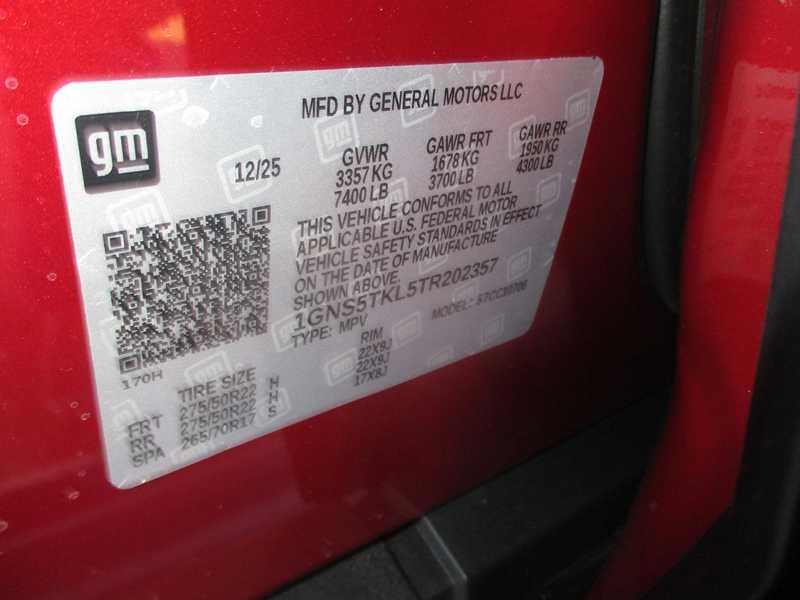 MFD BY GENERAL MOTORS LLC
gm
12/25
GVWR
3357 KG
7400 LB
GAWR FRT
1678 KG
3700 LB
GAWR RR
1950 KG
4300 LB
THIS VEHICLE CONFORMS TO ALL
APPLICABLE U.S. FEDERAL MOTOR
VEHICLE SAFETY STANDARDS IN EFFECT
ON THE DATE OF MANUFACTURE
SHOWN ABOVE.
1GNS5TKL5TR202357
TYPE: MPV
MODEL:
170H
TIRE SIZE
RIM
FRT 275/50R22 H 22X9J
RR 275/50R22 H 22X9J
SPA 265/70R17 S 17X8J